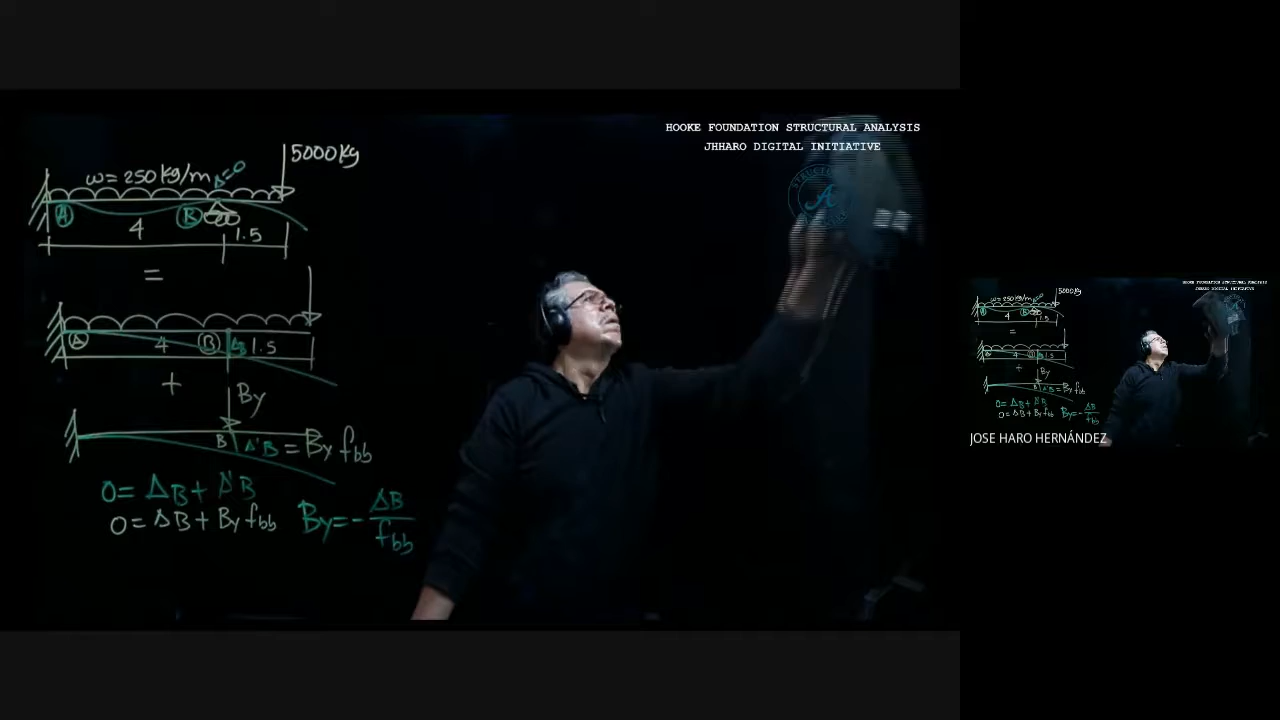 HOOKE FOUNDATION STRUCTURAL ANALYSIS
JHHARO DIGITAL INITIATIVE
5000kg
ω= 250 kg/m Δ=0
A B
4 1.5
=
A 4 B ΔB 1.5
+
By
B Δ'B = By fbb
0= ΔB + Δ'B
0= ΔB + By fbb By=- ΔB
fbb
JOSE HARO HERNÁNDEZ